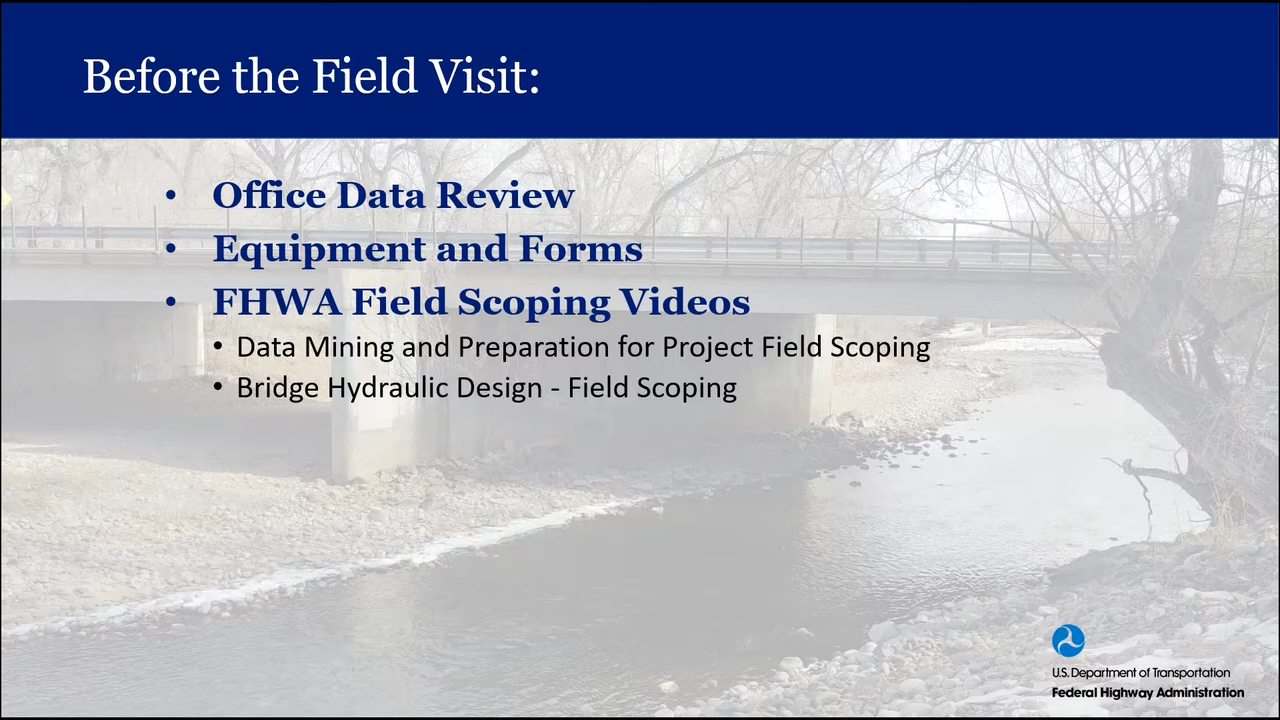 Before the Field Visit:
• Office Data Review
• Equipment and Forms
• FHWA Field Scoping Videos
• Data Mining and Preparation for Project Field Scoping
• Bridge Hydraulic Design - Field Scoping
U.S. Department of Transportation
Federal Highway Administration